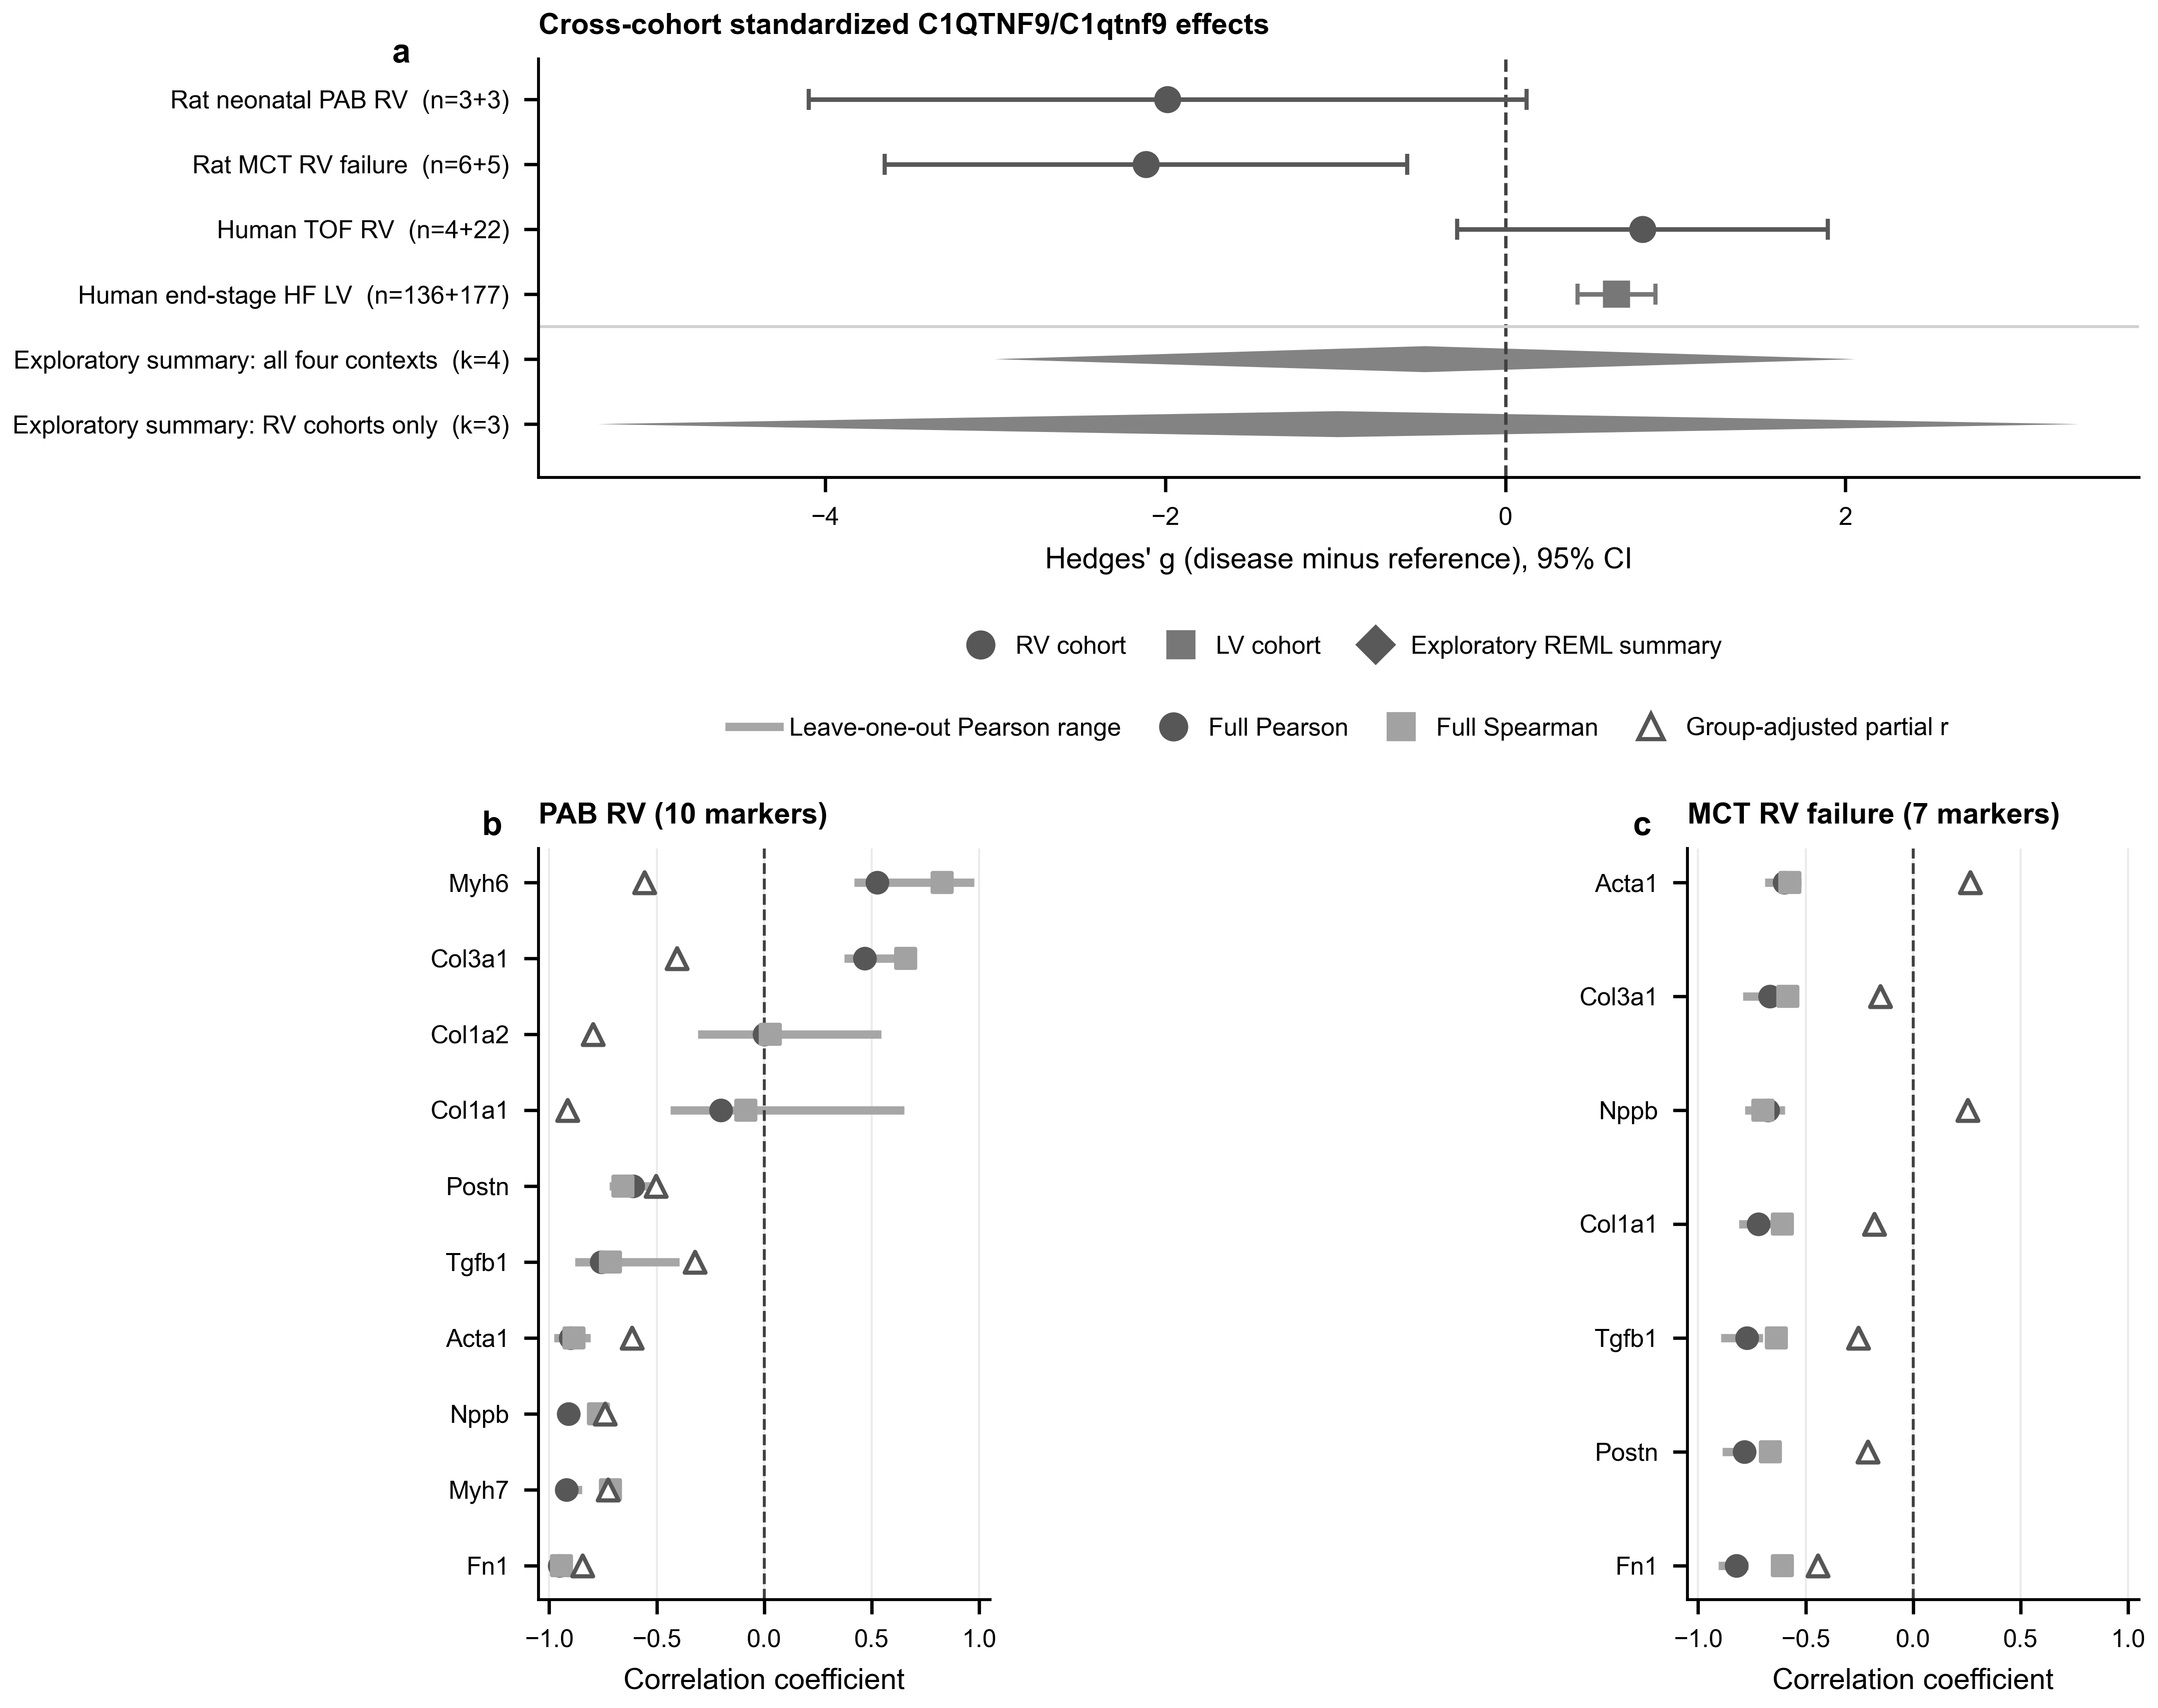 Cross-cohort standardized C1QTNF9/C1qtnf9 effects
a
Rat neonatal PAB RV (n=3+3)
Rat MCT RV failure (n=6+5)
Human TOF RV (n=4+22)
Human end-stage HF LV (n=136+177)
Exploratory summary: all four contexts (k=4)
Exploratory summary: RV cohorts only (k=3)
−4 −2 0 2
Hedges' g (disease minus reference), 95% CI
RV cohort LV cohort Exploratory REML summary
Leave-one-out Pearson range Full Pearson Full Spearman Group-adjusted partial r
b PAB RV (10 markers)
Myh6
Col3a1
Col1a2
Col1a1
Postn
Tgfb1
Acta1
Nppb
Myh7
Fn1
−1.0 −0.5 0.0 0.5 1.0
Correlation coefficient
c MCT RV failure (7 markers)
Acta1
Col3a1
Nppb
Col1a1
Tgfb1
Postn
Fn1
−1.0 −0.5 0.0 0.5 1.0
Correlation coefficient